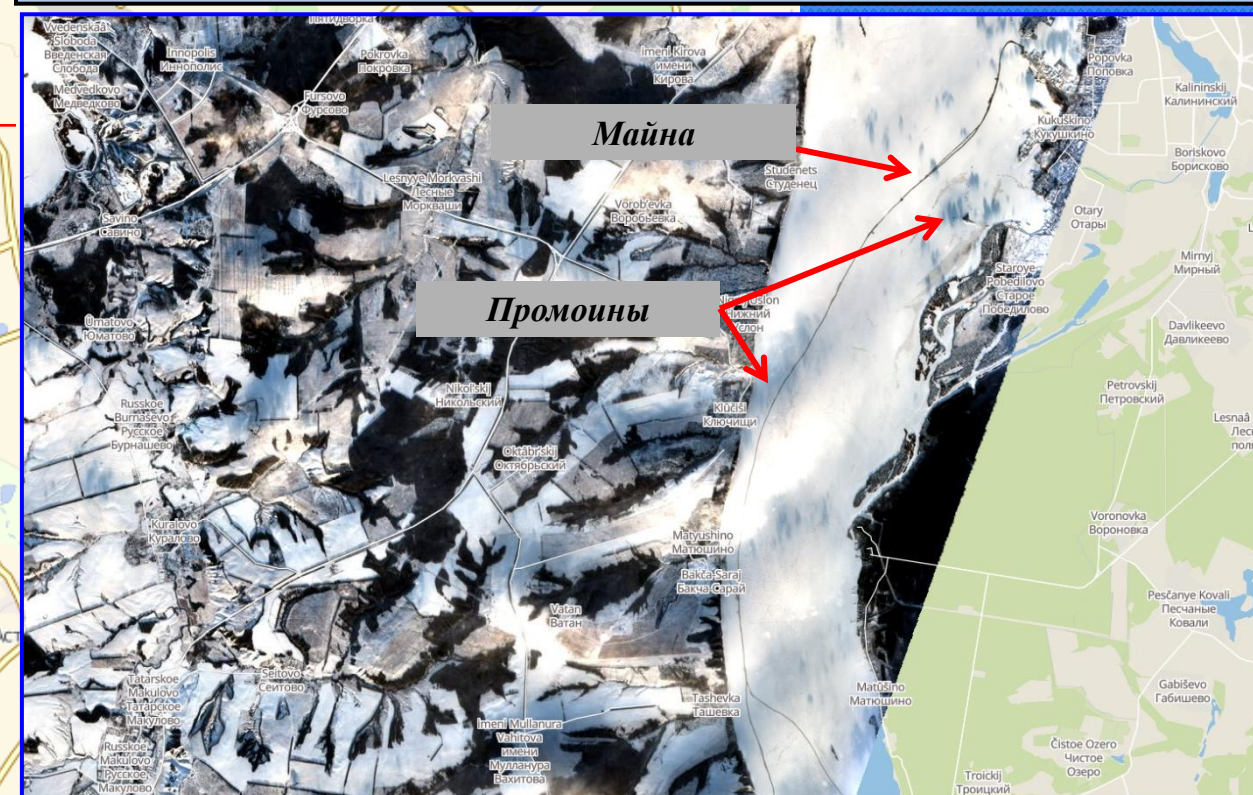 Пятидворка
Vvedenskaâ
Sloboda
Введенская
Слобода
Innopolis
Иннополис
Pokrovka
Покровка
imeni Kirova
имени
Кирова
Popovka
Поповка
Kalininskij
Калининский
Medvedkovo
Медведково
Fursovo
Фурсово
Майна
Kukuškino
Кукушкино
Boriskovo
Борисково
Lesnyye Morkvashi
Лесные
Моркваши
Studenets
Студенец
Vorob'evka
Воробьевка
Otary
Отары
Savino
Савино
Mirnyj
Мирный
Staroye
Pobedilovo
Старое
Победилово
Промоины
Нижний
Услон
Umatovo
Юматово
Davlikeevo
Давликеево
Petrovskij
Петровский
Nikol'skij
Никольский
Russkoe
Burnaševo
Русское
Бурнашево
Klûčiŝi
Ключищи
Lesnaâ
Oktâbr'skij
Октябрьский
Kuralovo
Куралово
Voronovka
Вороновка
Matyushino
Матюшино
Bakča-Saraj
Бакча-Сарай
Pesčanye Kovali
Песчаные
Ковали
Vatan
Ватан
Seitovo
Сеитово
Tatarskoe
Makulovo
Татарское
Макулово
Tashevka
Ташевка
Matûšino
Матюшино
Gabiševo
Габишево
imeni Mullanura
Vahitova
имени
Мулланура
Вахитова
Russkoe
Makulovo
Русское
Макулово
Čistoe Ozero
Чистое
Озеро
Troickij
Троицкий